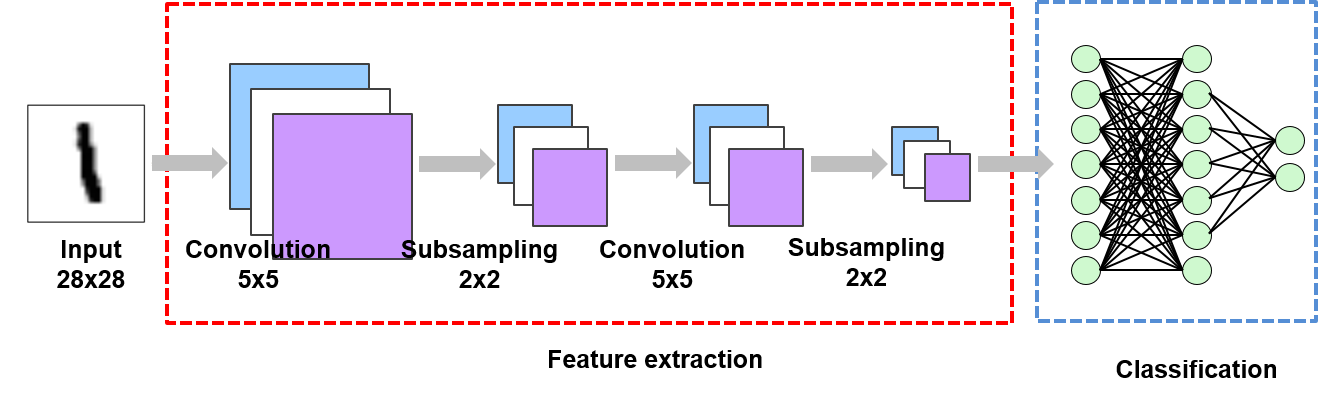 Input
28x28
Convolution
5x5
Subsampling
2x2
Convolution
5x5
Subsampling
2x2
Feature extraction
Classification